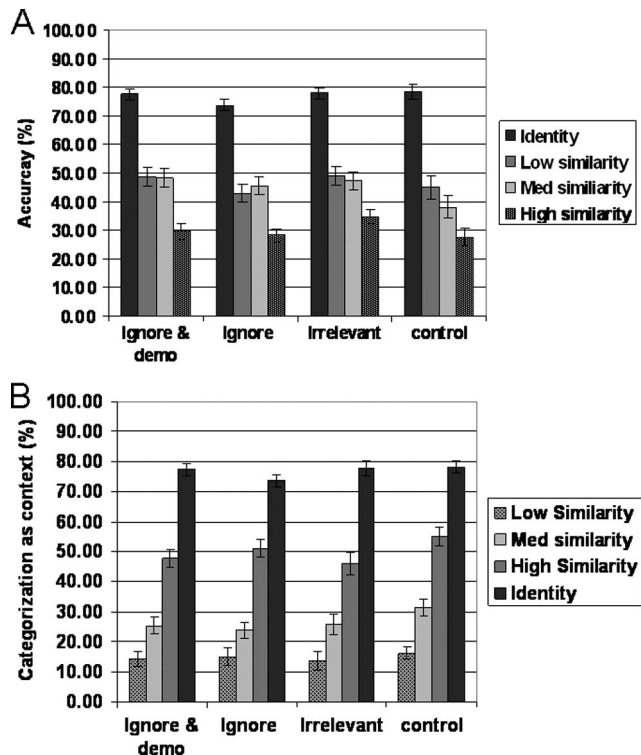 A
100.00
90.00
80.00
70.00
60.00
50.00
40.00
30.00
20.00
10.00
0.00
Accurcay (%)
Ignore & demo
Ignore
Irrelevant
control
Identity
Low similarity
Med similiarity
High similarity
B
100.00
90.00
80.00
70.00
60.00
50.00
40.00
30.00
20.00
10.00
0.00
Categorization as context (%)
Ignore & demo
Ignore
Irrelevant
control
Low Similarity
Med similarity
High Similarity
Identity